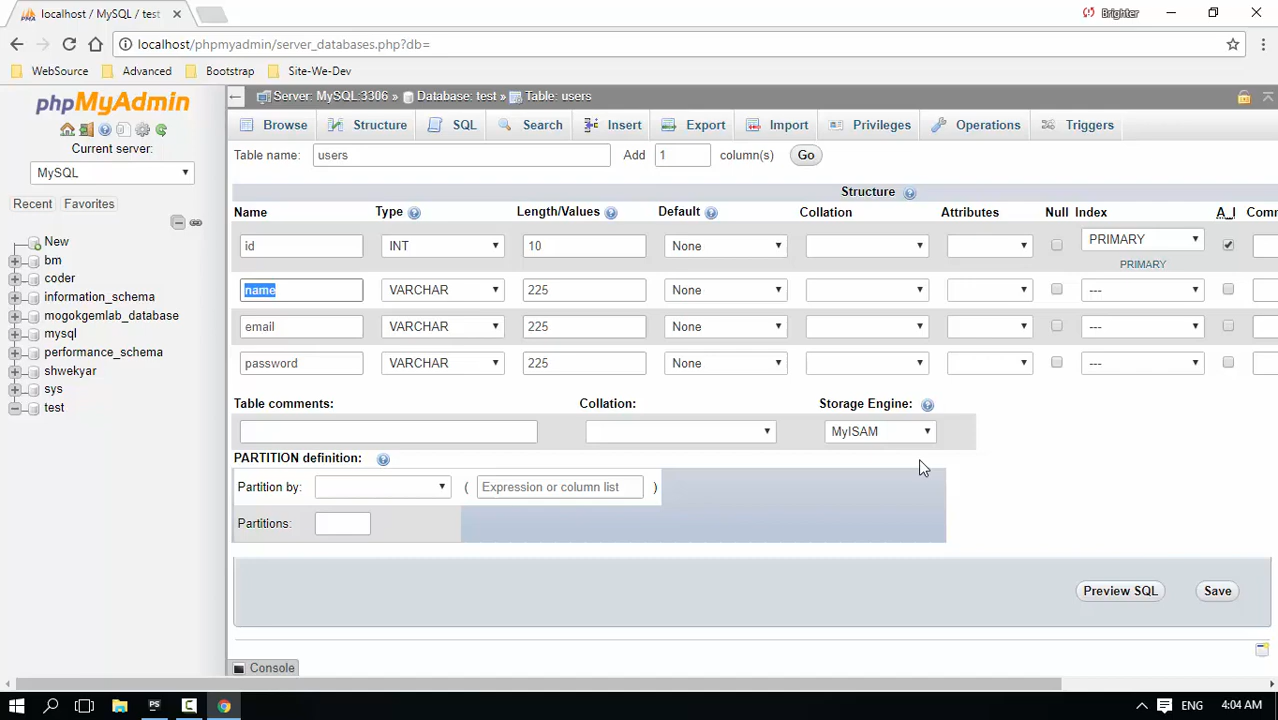 localhost / MySQL / test
Brighter
localhost/phpmyadmin/server_databases.php?db=
WebSource Advanced Bootstrap Site-We-Dev
phpMyAdmin
Current server:
MySQL
Recent Favorites
New
bm
coder
information_schema
mogokgemlab_database
mysql
performance_schema
shwekyar
sys
test
Server: MySQL:3306 » Database: test » Table: users
Browse Structure SQL Search Insert Export Import Privileges Operations Triggers
Table name: users Add 1 column(s) Go
Structure
Name Type Length/Values Default Collation Attributes Null Index A_I Comm
id INT 10 None PRIMARY
PRIMARY
name VARCHAR 225 None ---
email VARCHAR 225 None ---
password VARCHAR 225 None ---
Table comments: Collation: Storage Engine:
MyISAM
PARTITION definition:
Partition by: ( Expression or column list )
Partitions:
Preview SQL Save
Console
PS ENG 4:04 AM